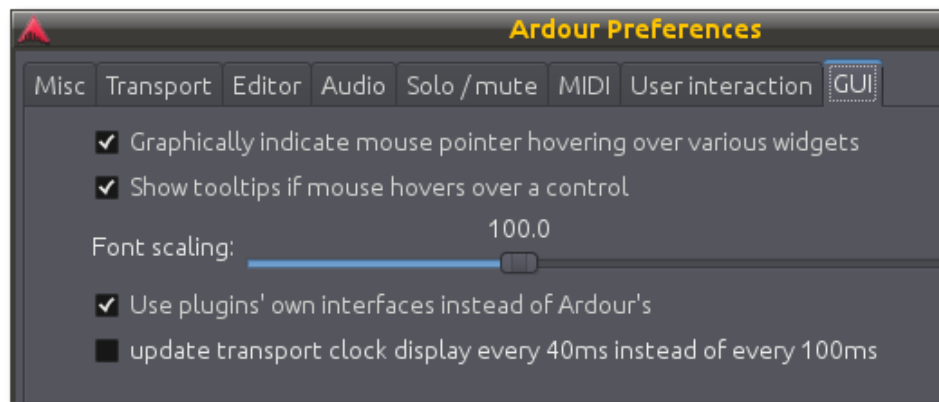 Ardour Preferences
Misc Transport Editor Audio Solo / mute MIDI User interaction GUI
Graphically indicate mouse pointer hovering over various widgets
Show tooltips if mouse hovers over a control
100.0
Font scaling:
Use plugins' own interfaces instead of Ardour's
update transport clock display every 40ms instead of every 100ms